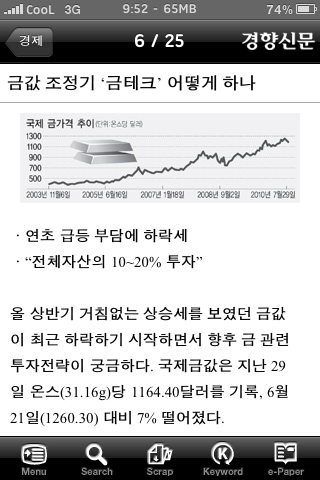 CooL 3G 9:52 - 65MB 74%
경제 6 / 25 경향신문
금값 조정기 ‘금테크’ 어떻게 하나
국제 금가격 추이(단위:온스당 달러)
1300
1100
900
700
500
2003년 11월6일 2005년 6월16일 2007년 1월18일 2008년 9월2일 2010년 7월29일
· 연초 급등 부담에 하락세
· “전체자산의 10~20% 투자”
올 상반기 거침없는 상승세를 보였던 금값
이 최근 하락하기 시작하면서 향후 금 관련
투자전략이 궁금하다. 국제금값은 지난 29
일 온스(31.16g)당 1164.40달러를 기록, 6월
21일(1260.30) 대비 7% 떨어졌다.
Menu Search Scrap Keyword e-Paper